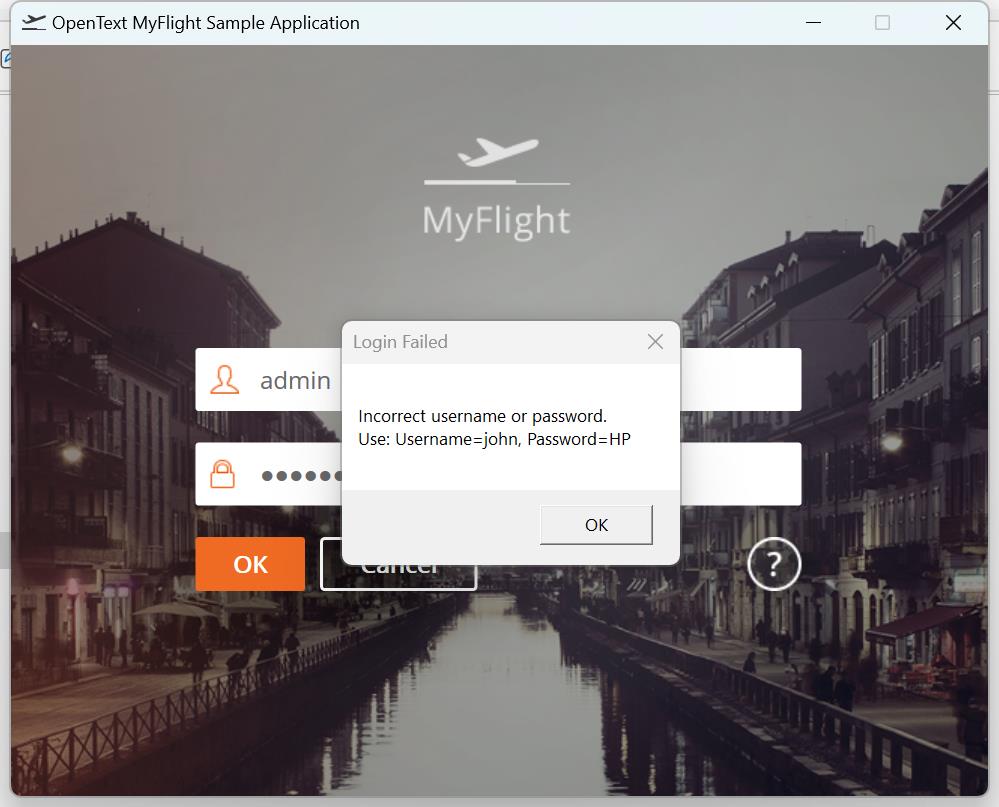 OpenText MyFlight Sample Application
MyFlight
Login Failed
admin
Incorrect username or password.
Use: Username=john, Password=HP
OK
OK
Cancel
?